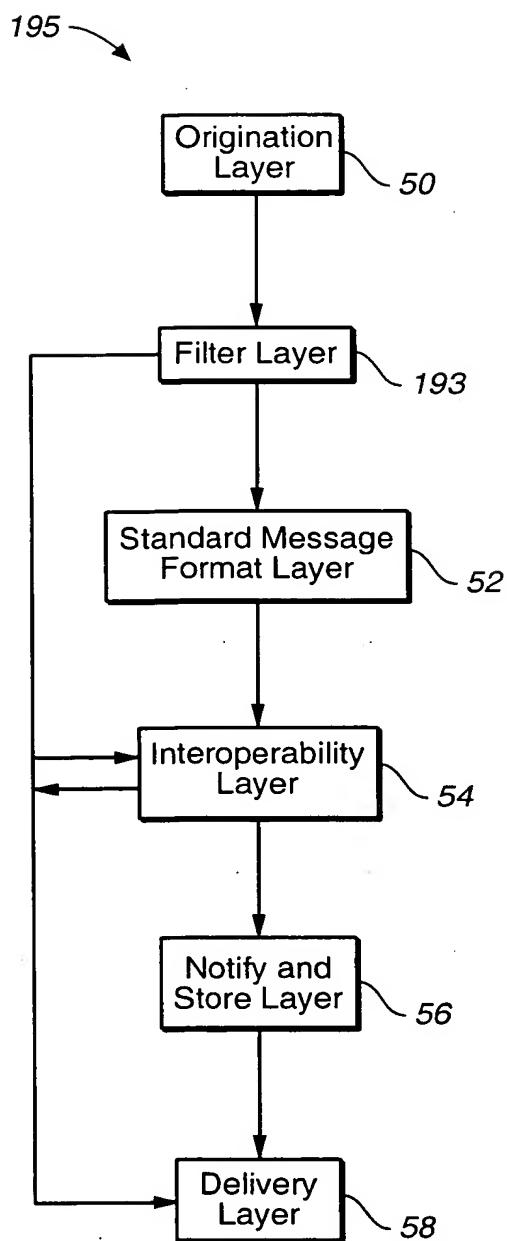 195
Origination
Layer
50
Filter Layer
193
Standard Message
Format Layer
52
Interoperability
Layer
54
Notify and
Store Layer
56
Delivery
Layer
58